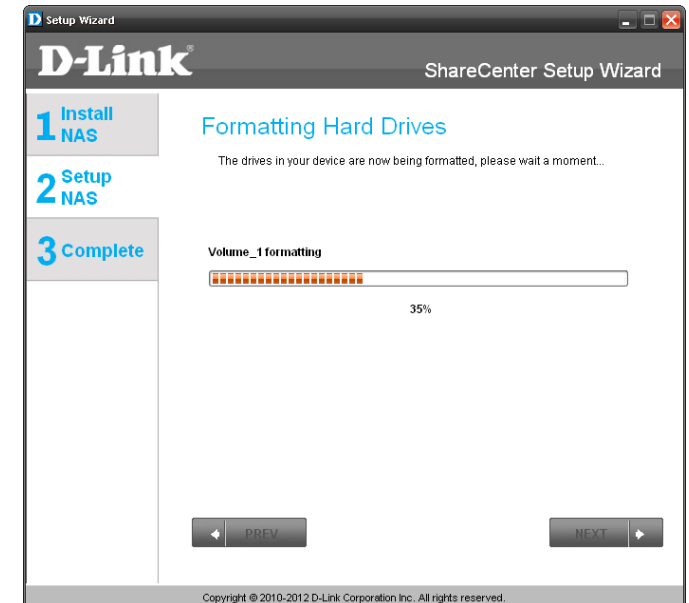 Setup Wizard
D-Link®
ShareCenter Setup Wizard
1 Install
NAS
2 Setup
NAS
3 Complete
Formatting Hard Drives
The drives in your device are now being formatted, please wait a moment...
Volume_1 formatting
35%
PREV
NEXT
Copyright © 2010-2012 D-Link Corporation Inc. All rights reserved.